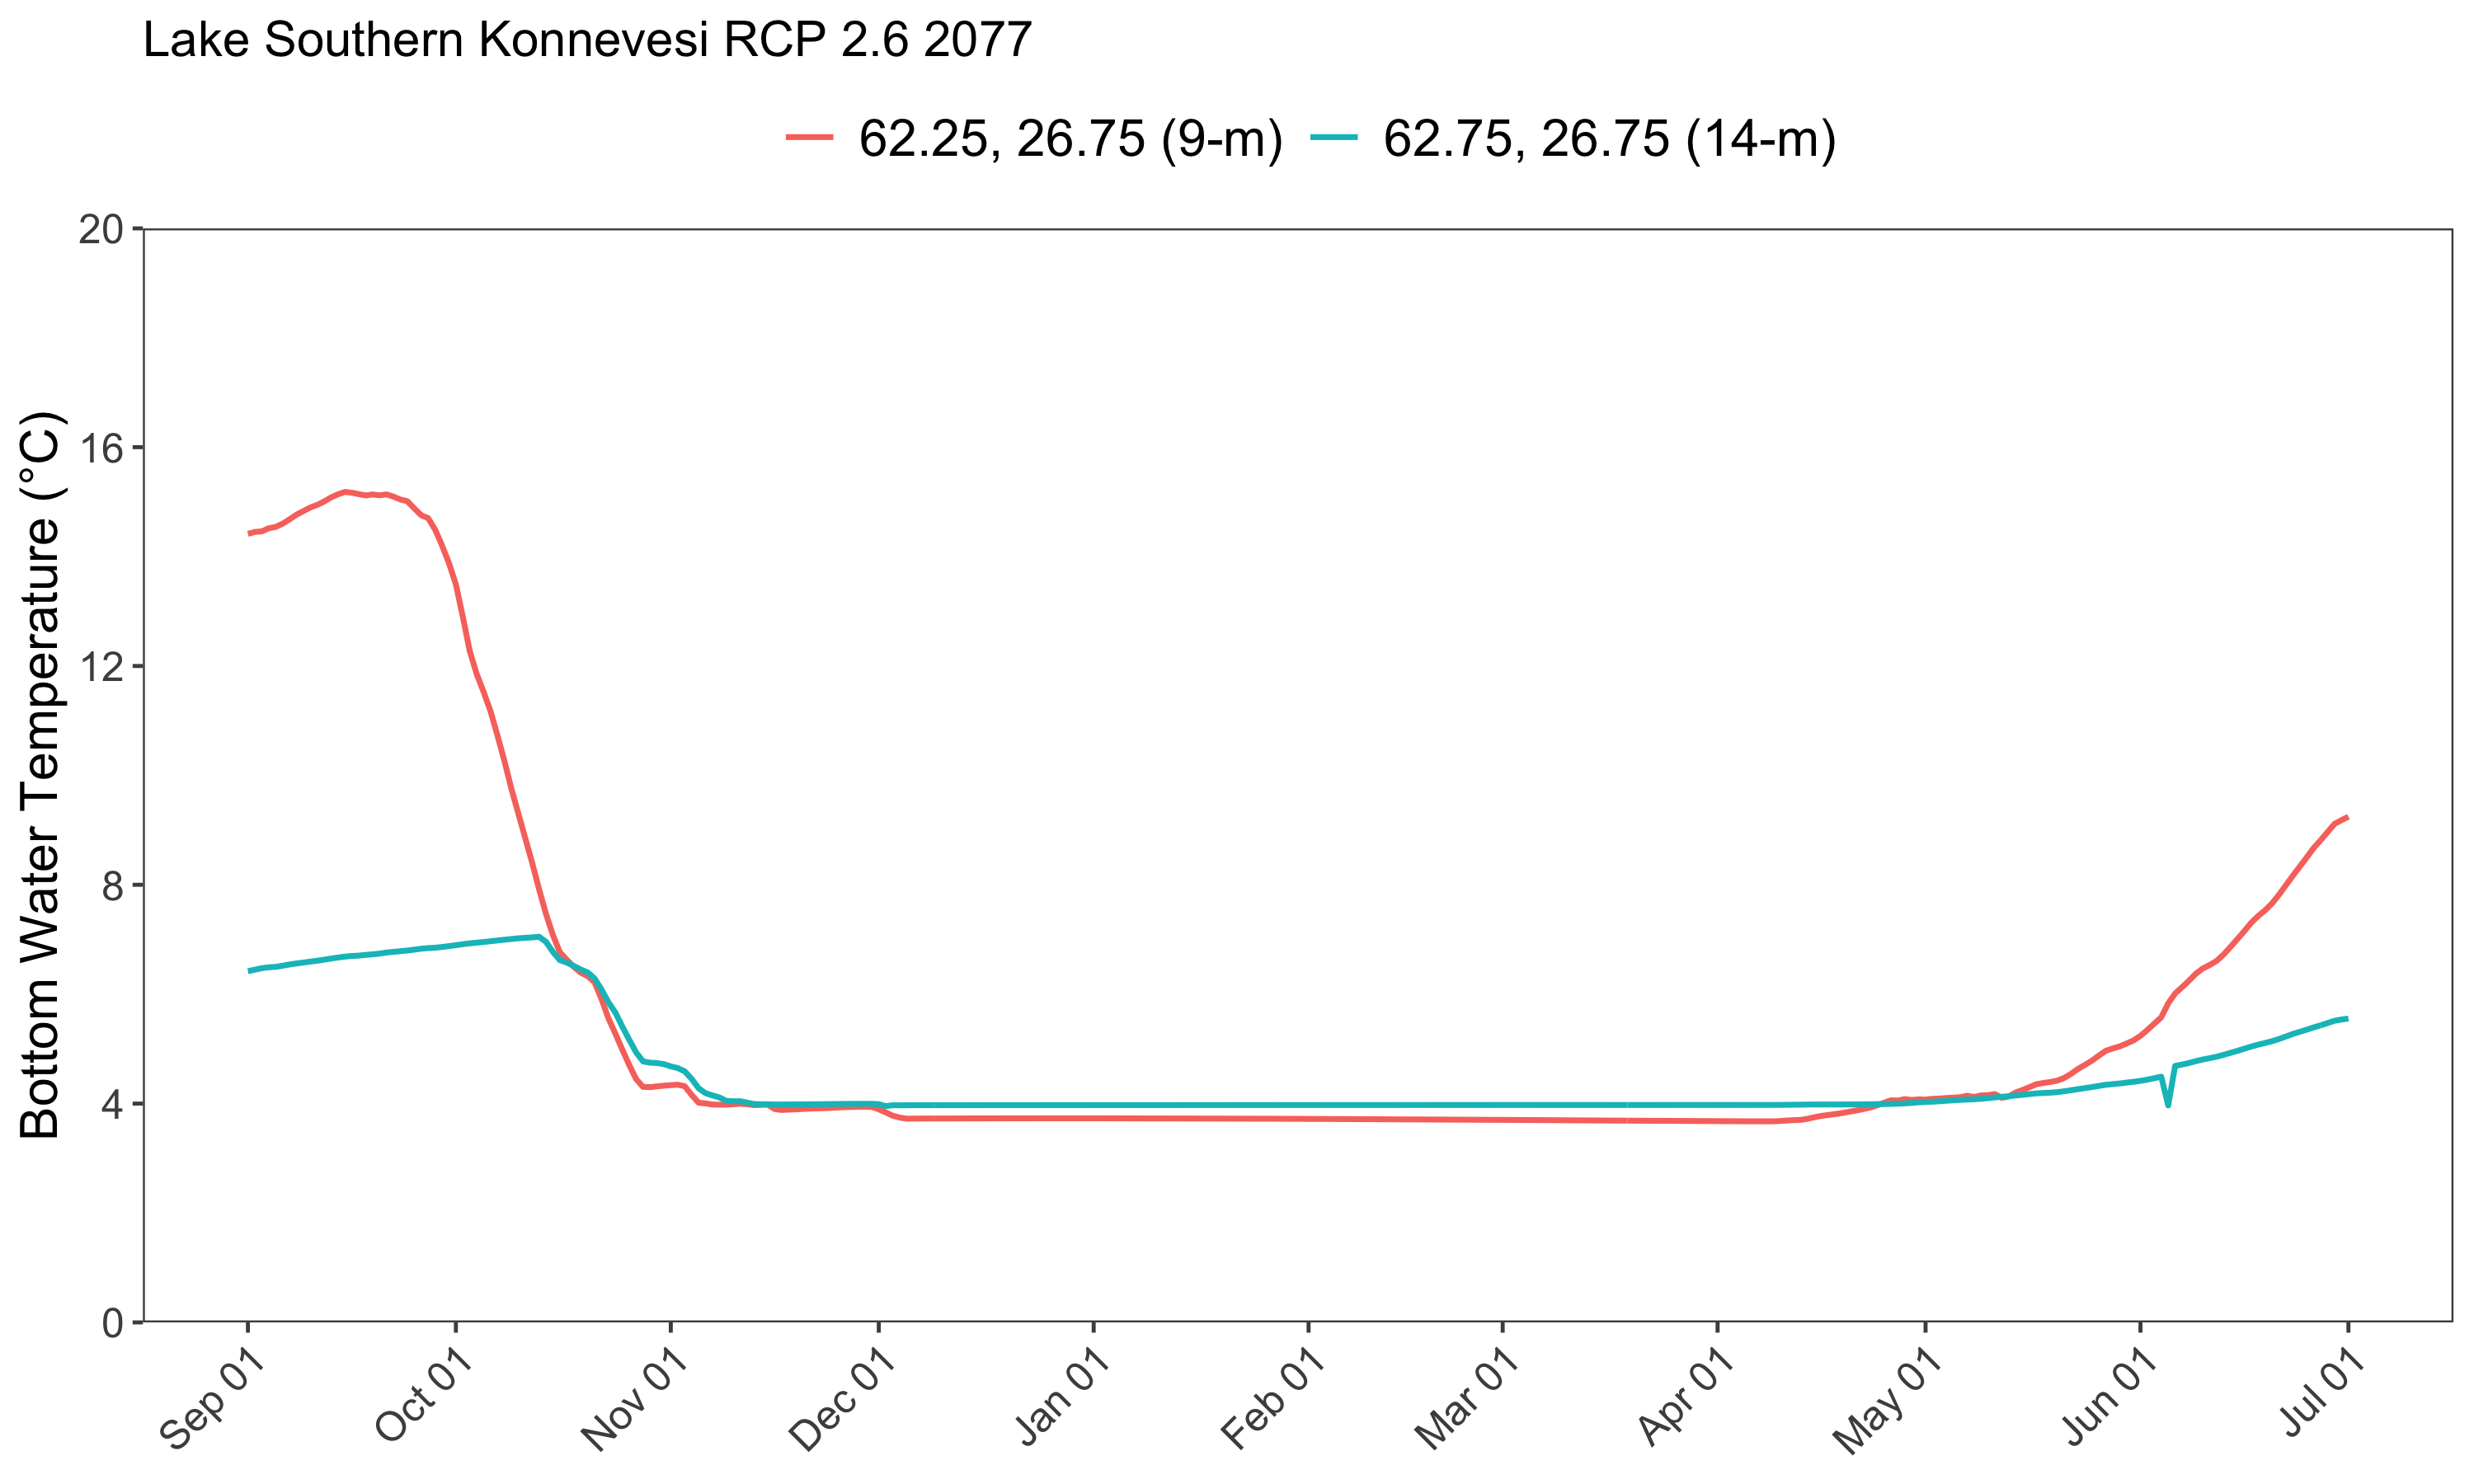 Lake Southern Konnevesi RCP 2.6 2077
62.25, 26.75 (9-m) 62.75, 26.75 (14-m)
Bottom Water Temperature (°C)
20
16
12
8
4
0
Sep 01
Oct 01
Nov 01
Dec 01
Jan 01
Feb 01
Mar 01
Apr 01
May 01
Jun 01
Jul 01